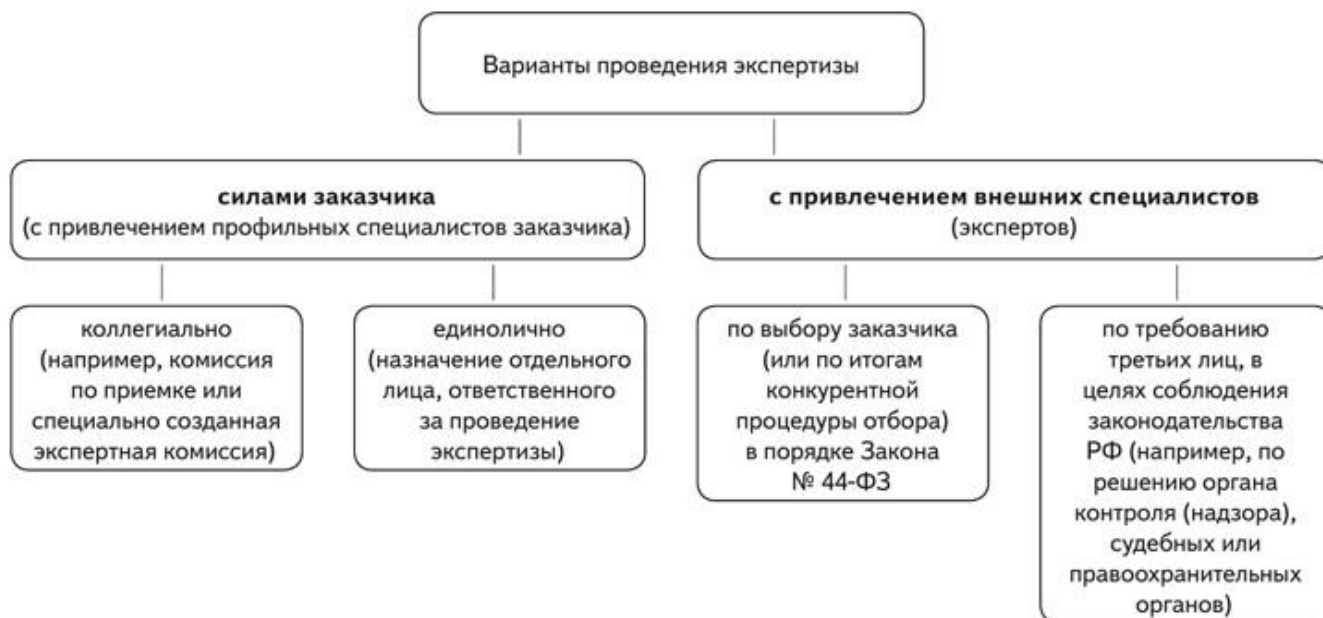 Варианты проведения экспертизы
силами заказчика
(с привлечением профильных специалистов заказчика)
с привлечением внешних специалистов
(экспертов)
коллегиально
(например, комиссия
по приемке или
специально созданная
экспертная комиссия)
единолично
(назначение отдельного
лица, ответственного
за проведение
экспертизы)
по выбору заказчика
(или по итогам
конкурентной
процедуры отбора)
в порядке Закона
№ 44-ФЗ
по требованию
третьих лиц, в
целях соблюдения
законодательства
РФ (например, по
решению органа
контроля (надзора),
судебных или
правоохранительных
органов)